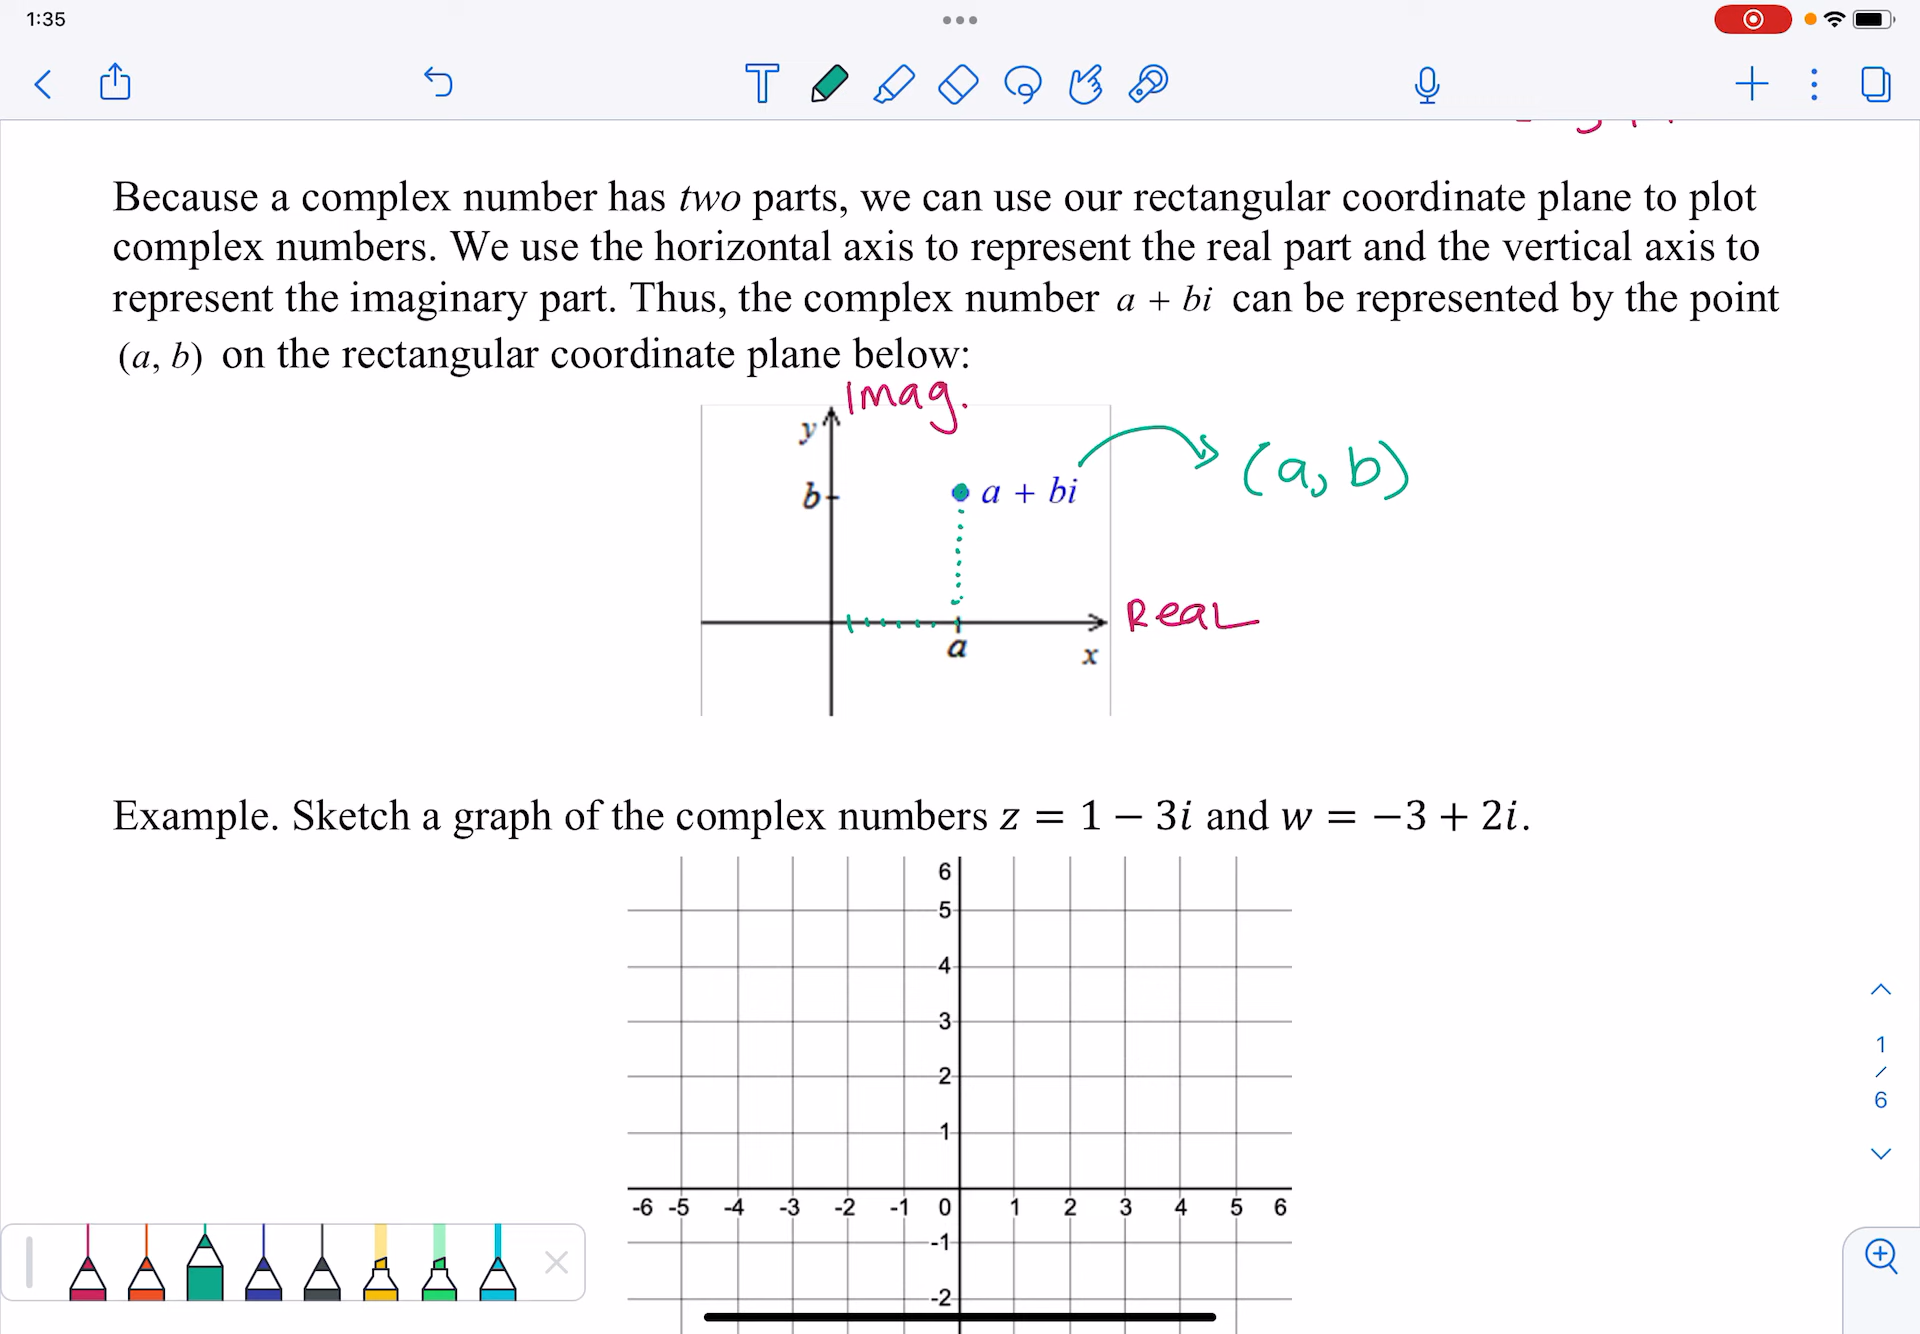 1:35
Because a complex number has two parts, we can use our rectangular coordinate plane to plot
complex numbers. We use the horizontal axis to represent the real part and the vertical axis to
represent the imaginary part. Thus, the complex number a + bi can be represented by the point
(a, b) on the rectangular coordinate plane below:
Imag.
y
b
a + bi
(a, b)
Real
a
x
Example. Sketch a graph of the complex numbers z = 1 − 3i and w = −3 + 2i.
6
5
4
3
2
1
-6 -5 -4 -3 -2 -1 0 1 2 3 4 5 6
-1
-2
1
/
6